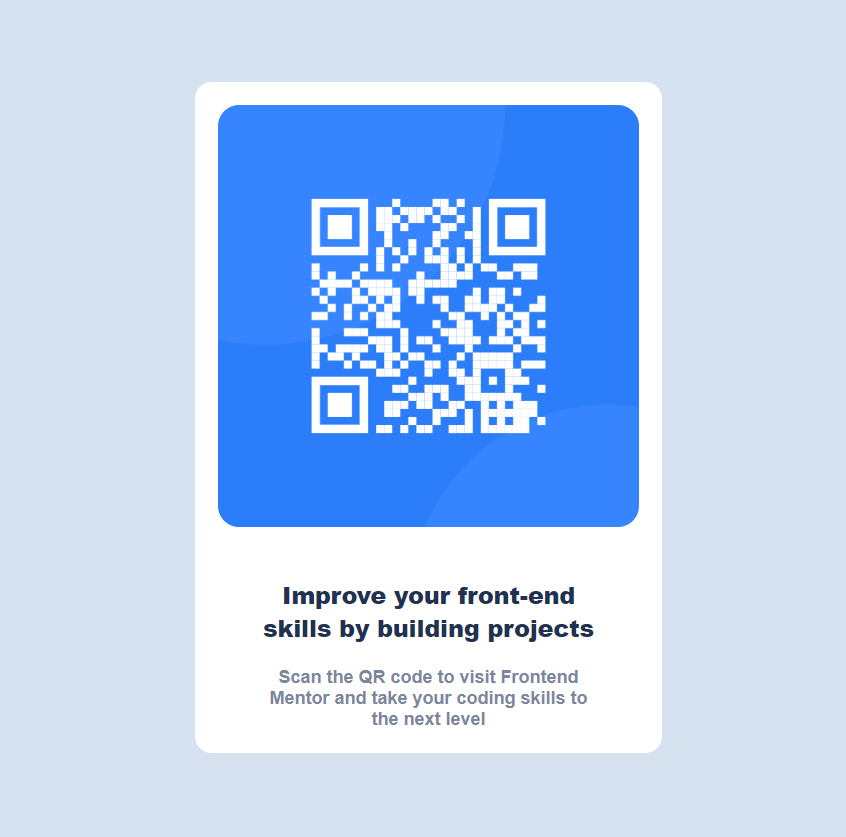 Improve your front-end
skills by building projects
Scan the QR code to visit Frontend
Mentor and take your coding skills to
the next level